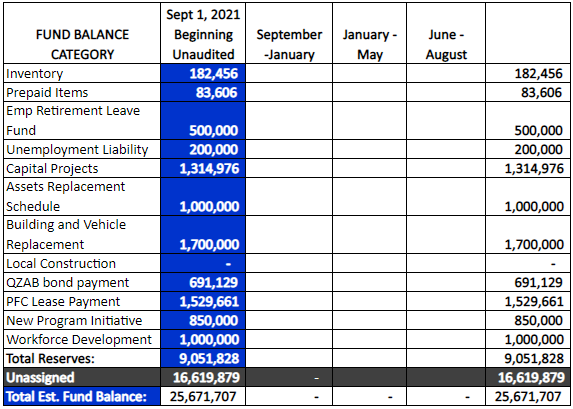 FUND BALANCE CATEGORY | Sept 1, 2021 Beginning Unaudited | September -January | January - May | June - August |
Inventory 182,456 182,456
Prepaid Items 83,606 83,606
Emp Retirement Leave
Fund 500,000 500,000
Unemployment Liability 200,000 200,000
Capital Projects 1,314,976 1,314,976
Assets Replacement
Schedule 1,000,000 1,000,000
Building and Vehicle
Replacement 1,700,000 1,700,000
Local Construction - -
QZAB bond payment 691,129 691,129
PFC Lease Payment 1,529,661 1,529,661
New Program Initiative 850,000 850,000
Workforce Development 1,000,000 1,000,000
Total Reserves: 9,051,828 9,051,828
Unassigned 16,619,879 - 16,619,879
Total Est. Fund Balance: 25,671,707 - - - 25,671,707